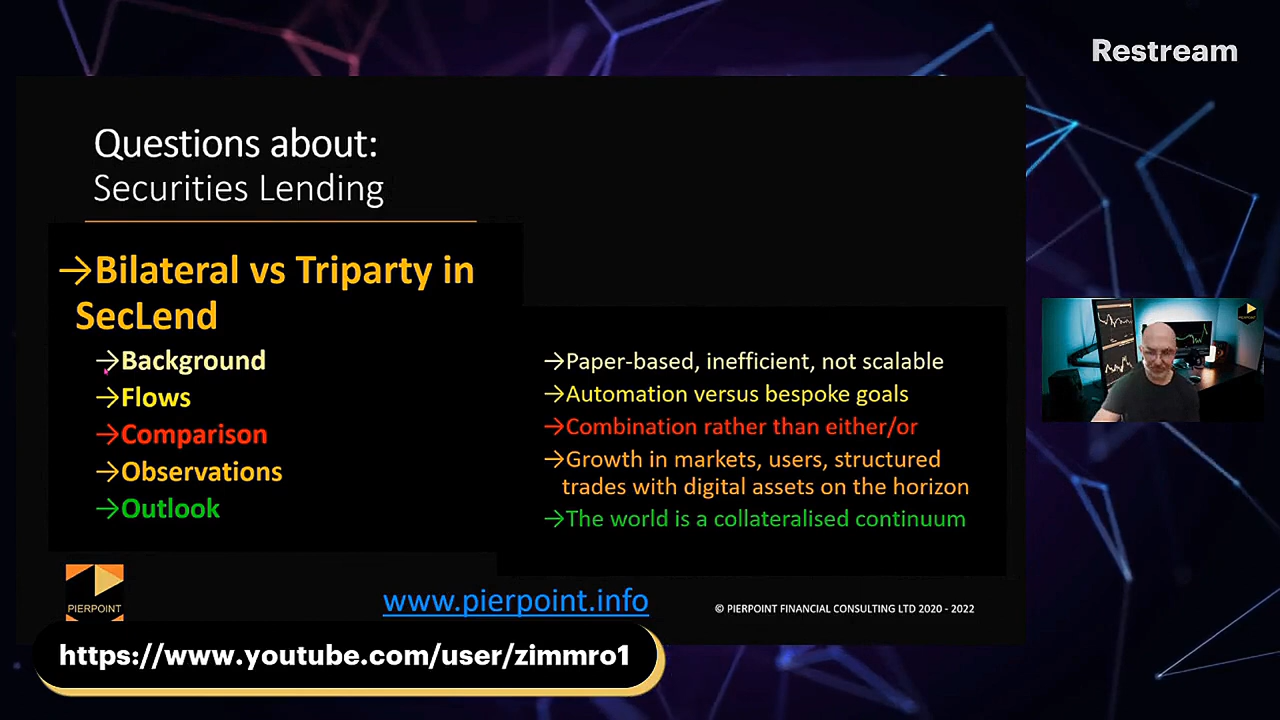 Restream
Questions about:
Securities Lending
→Bilateral vs Triparty in
SecLend
→Background
→Flows
→Comparison
→Observations
→Outlook
→Paper-based, inefficient, not scalable
→Automation versus bespoke goals
→Combination rather than either/or
→Growth in markets, users, structured
trades with digital assets on the horizon
→The world is a collateralised continuum
PIERPOINT
www.pierpoint.info
© PIERPOINT FINANCIAL CONSULTING LTD 2020 - 2022
https://www.youtube.com/user/zimmro1
PIERPOINT